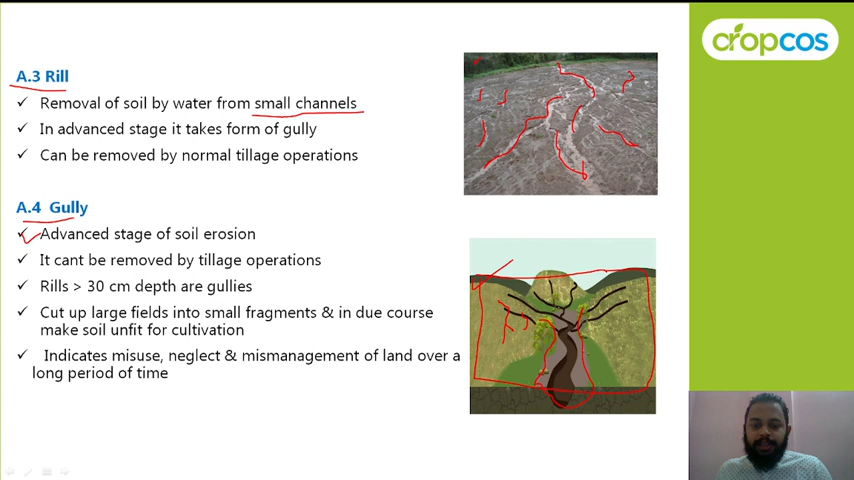 cropcos
A.3 Rill
✓ Removal of soil by water from small channels
✓ In advanced stage it takes form of gully
✓ Can be removed by normal tillage operations
A.4 Gully
✓ Advanced stage of soil erosion
✓ It cant be removed by tillage operations
✓ Rills > 30 cm depth are gullies
✓ Cut up large fields into small fragments & in due course
make soil unfit for cultivation
✓ Indicates misuse, neglect & mismanagement of land over a
long period of time